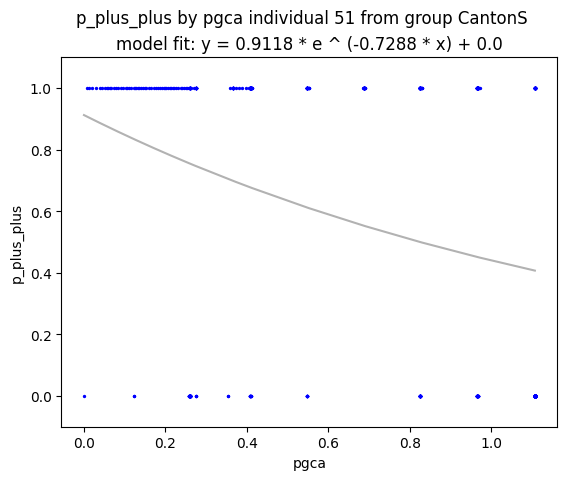 p_plus_plus by pgca individual 51 from group CantonS
model fit: y = 0.9118 * e ^ (-0.7288 * x) + 0.0
1.0
0.8
0.6
0.4
0.2
0.0
p_plus_plus
0.0 0.2 0.4 0.6 0.8 1.0
pgca